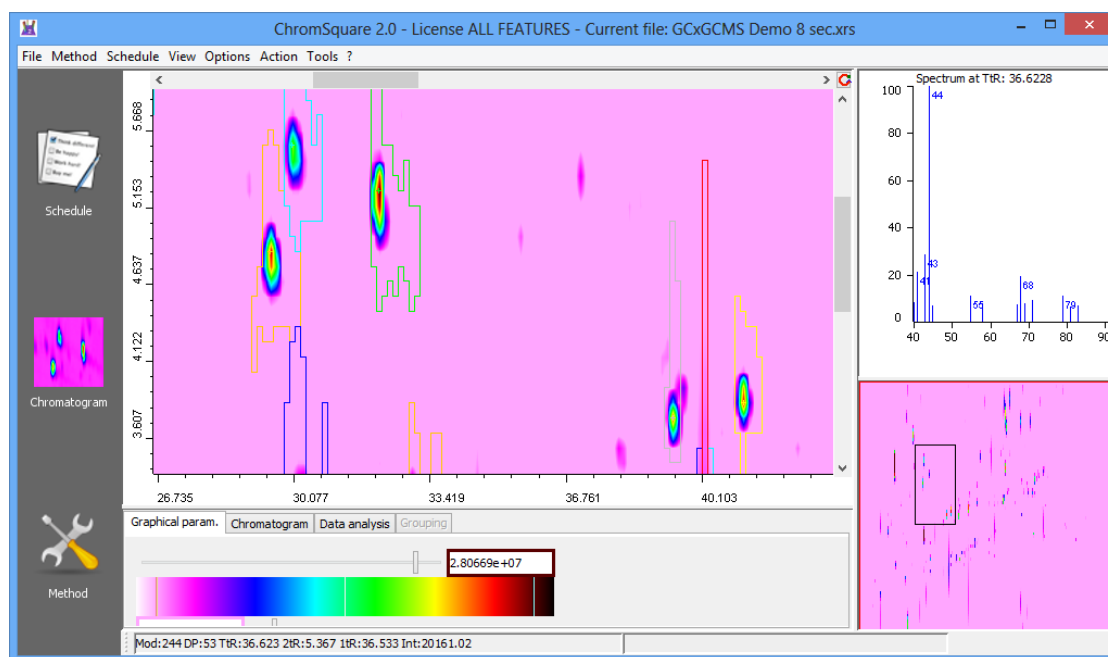 ChromSquare 2.0 - License ALL FEATURES - Current file: GCxGCMS Demo 8 sec.xrs
File Method Schedule View Options Action Tools ?
Schedule
Chromatogram
Method
5.668
5.153
4.637
4.122
3.607
26.735 30.077 33.419 36.761 40.103
Spectrum at TtR: 36.6228
100
80
60
40
20
0
44
43
41
55
68
79
40 50 60 70 80 90
Graphical param. Chromatogram Data analysis Grouping
2.80669e+07
Mod:244 DP:53 TtR:36.623 2tR:5.367 1tR:36.533 Int:20161.02